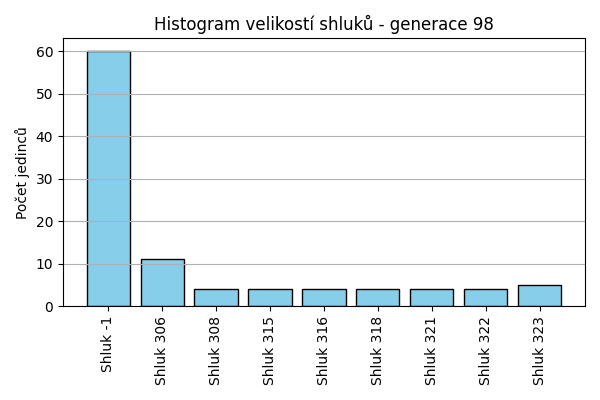 Histogram velikostí shluků - generace 98
Počet jedinců
60
50
40
30
20
10
0
Shluk -1
Shluk 306
Shluk 308
Shluk 315
Shluk 316
Shluk 318
Shluk 321
Shluk 322
Shluk 323